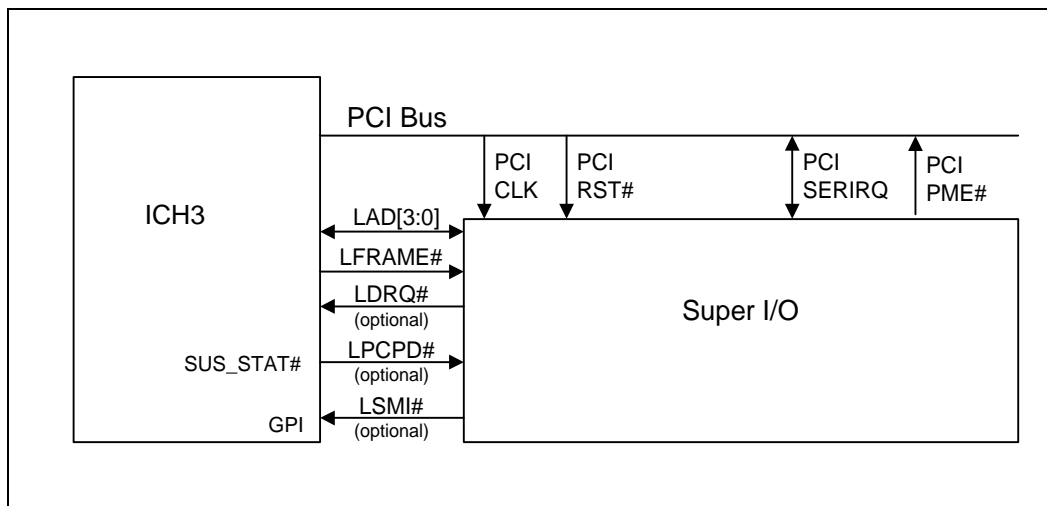 PCI Bus
PCI
CLK
PCI
RST#
PCI
SERIRQ
PCI
PME#
ICH3
LAD[3:0]
LFRAME#
LDRQ#
(optional)
Super I/O
SUS_STAT#
LPCPD#
(optional)
GPI
LSMI#
(optional)